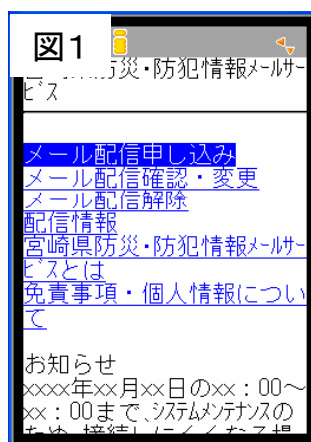 図1
防災・防犯情報メールサー
ビス
メール配信申し込み
メール配信確認・変更
メール配信解除
配信情報
宮崎県防災・防犯情報メールサー
ビスとは
免責事項・個人情報につい
て
お知らせ
xxxx年xx月xx日のxx：00～
xx：00まで、システムメンテナンスの